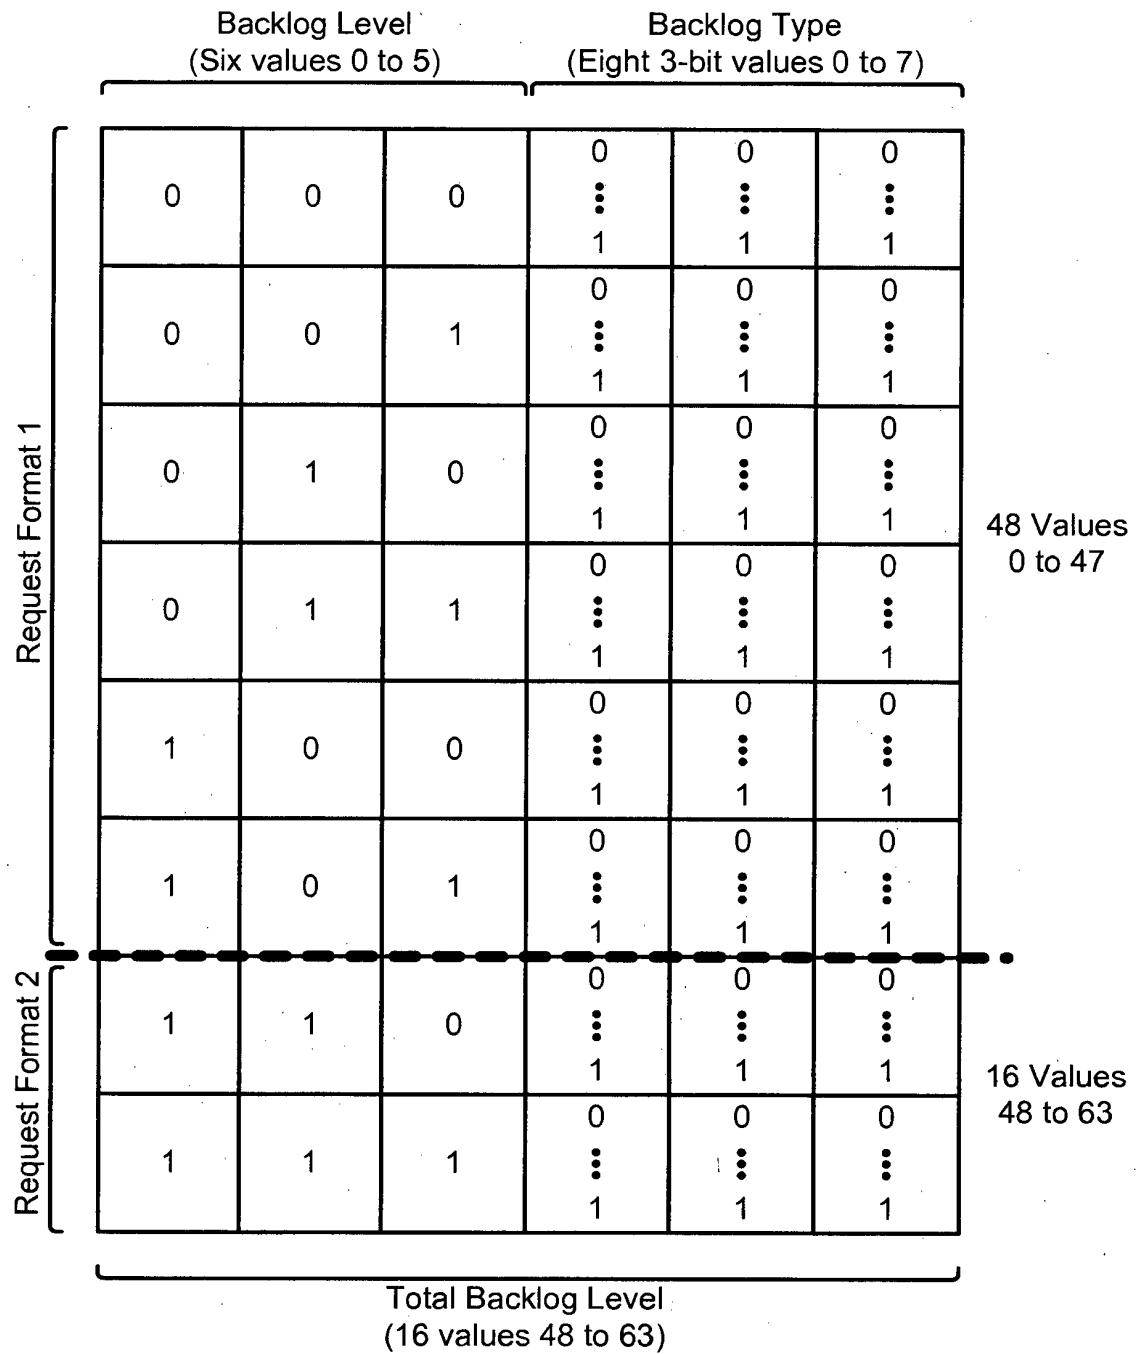 Backlog Level
(Six values 0 to 5)
Backlog Type
(Eight 3-bit values 0 to 7)
Request Format 1
0 0 0 0 0 0
1 1 1
0 0 1 0 0 0
1 1 1
0 1 0 0 0 0
1 1 1
0 1 1 0 0 0
1 1 1
1 0 0 0 0 0
1 1 1
1 0 1 0 0 0
1 1 1
48 Values
0 to 47
Request Format 2
1 1 0 0 0 0
1 1 1
1 1 1 0 0 0
1 1 1
16 Values
48 to 63
Total Backlog Level
(16 values 48 to 63)